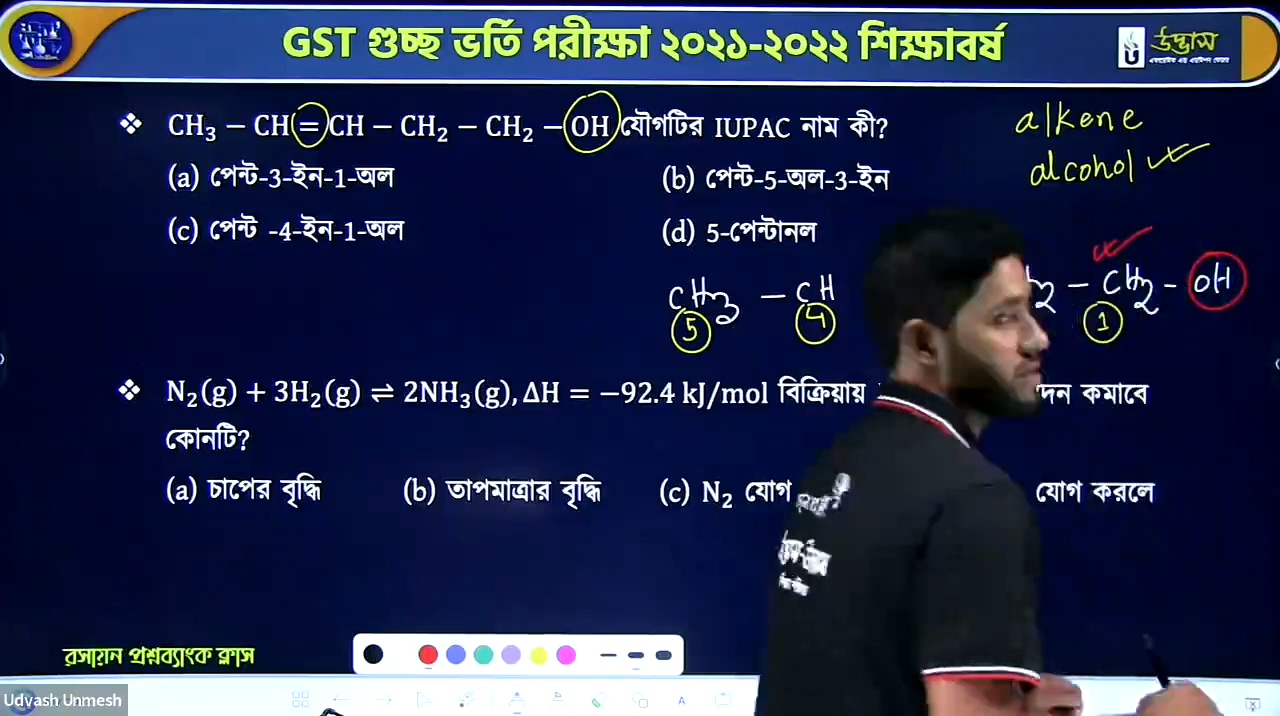 GST গুচ্ছ ভর্তি পরীক্ষা ২০২১-২০২২ শিক্ষাবর্ষ
উদ্ভাস
❖ CH₃ − CH = CH − CH₂ − CH₂ − OH যৌগটির IUPAC নাম কী?
alkene
alcohol
(a) পেন্ট-3-ইন-1-অল (b) পেন্ট-5-অল-3-ইন
(c) পেন্ট -4-ইন-1-অল (d) 5-পেন্টানল
CH₃ − CH 2 − CH₂ - OH
5 4 1
❖ N₂(g) + 3H₂(g) ⇌ 2NH₃(g), ΔH = −92.4 kJ/mol বিক্রিয়ায় কমাবে
কোনটি?
(a) চাপের বৃদ্ধি (b) তাপমাত্রার বৃদ্ধি (c) N₂ যোগ যোগ করলে
রসায়ন প্রশ্নব্যাংক ক্লাস
Udvash Unmesh